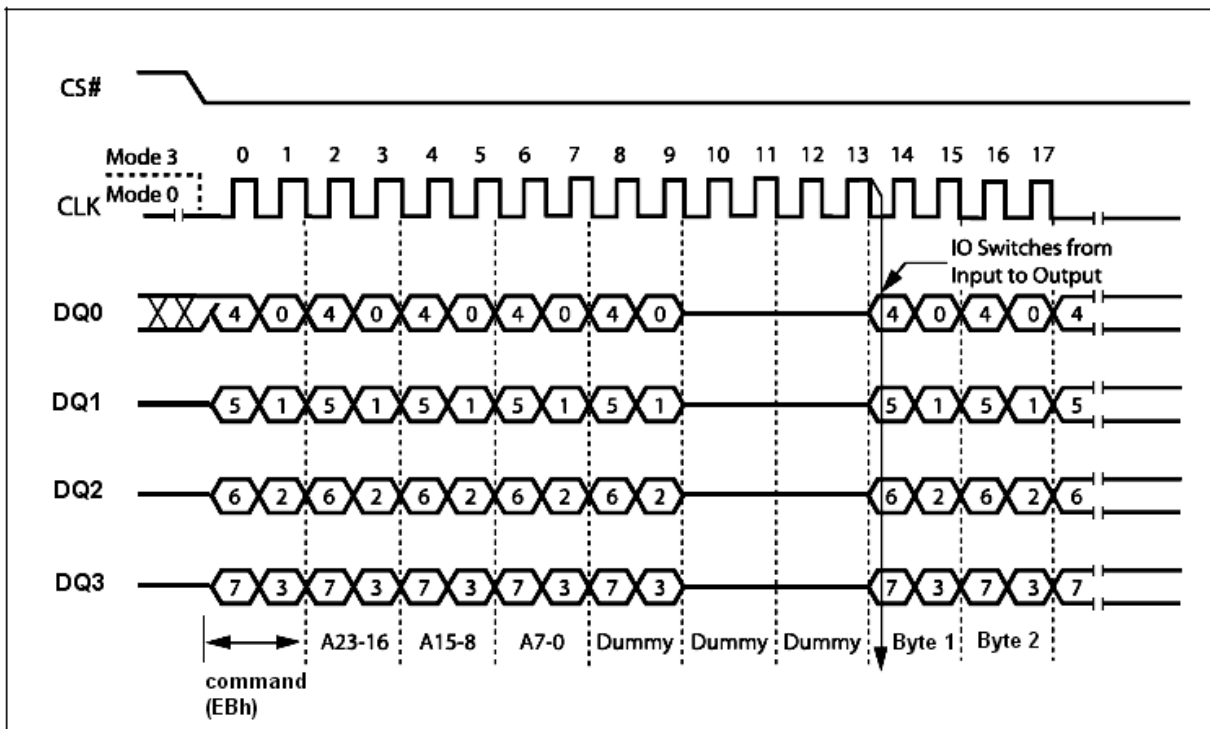 CS#
Mode 3
0 1 2 3 4 5 6 7 8 9 10 11 12 13 14 15 16 17
Mode 0
CLK
IO Switches from
Input to Output
DQ0 4 0 4 0 4 0 4 0 4 0 4 0 4 0 4
DQ1 5 1 5 1 5 1 5 1 5 1 5 1 5 1 5
DQ2 6 2 6 2 6 2 6 2 6 2 6 2 6 2 6
DQ3 7 3 7 3 7 3 7 3 7 3 7 3 7 3 7
A23-16 A15-8 A7-0 Dummy Dummy Dummy Byte 1 Byte 2
command
(EBh)